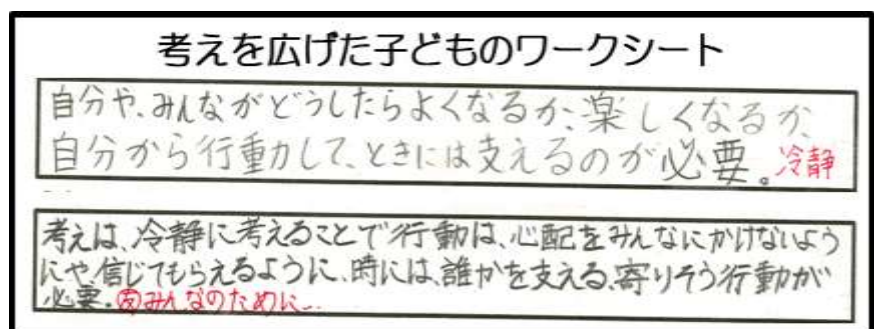 考えを広げた子どものワークシート
自分や、みんながどうしたらよくなるか、楽しくなるか、
自分から行動して、ときには支えるのが必要。冷静
考えは、冷静に考えることで行動は、心配をみんなにかけないよう
にや、信じてもらえるように、時には、誰かを支える、寄りそう行動が
必要。友みんなのために…